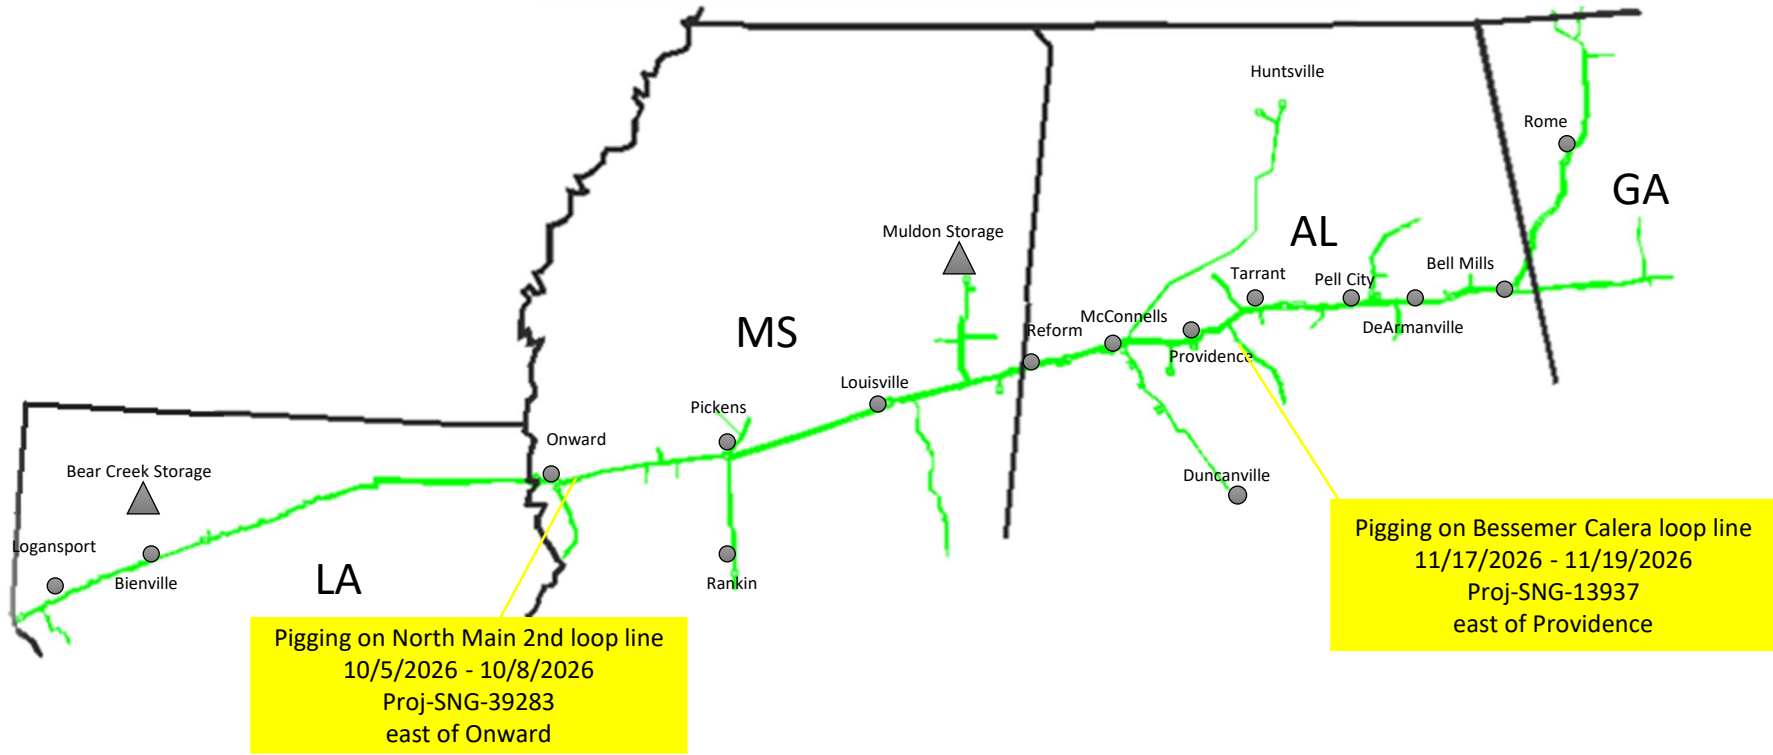 Huntsville
Rome
GA
Muldon Storage
AL
Tarrant
Pell City
Bell Mills
MS
Reform
McConnells
DeArmanville
Providence
Louisville
Pickens
Onward
Bear Creek Storage
Duncanville
Logansport
Bienville
LA
Rankin
Pigging on Bessemer Calera loop line
11/17/2026 - 11/19/2026
Proj-SNG-13937
east of Providence
Pigging on North Main 2nd loop line
10/5/2026 - 10/8/2026
Proj-SNG-39283
east of Onward